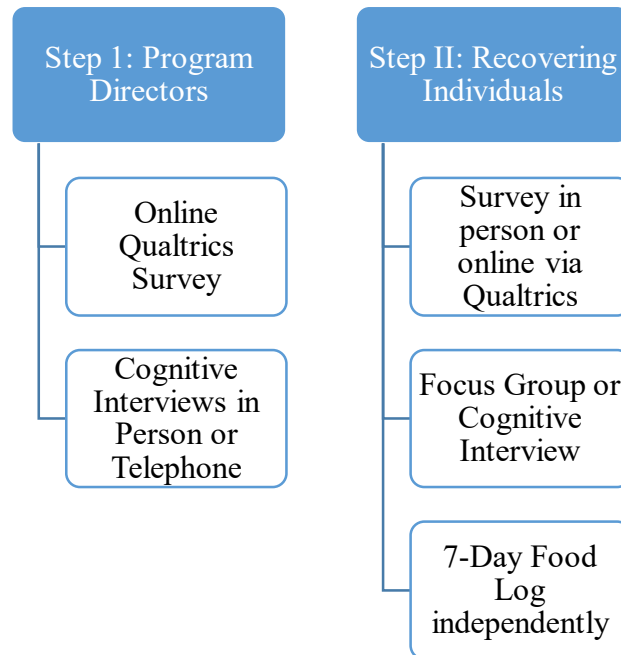 Step 1: Program
Directors
Online
Qualtrics
Survey
Cognitive
Interviews in
Person or
Telephone
Step II: Recovering
Individuals
Survey in
person or
online via
Qualtrics
Focus Group or
Cognitive
Interview
7-Day Food
Log
independently